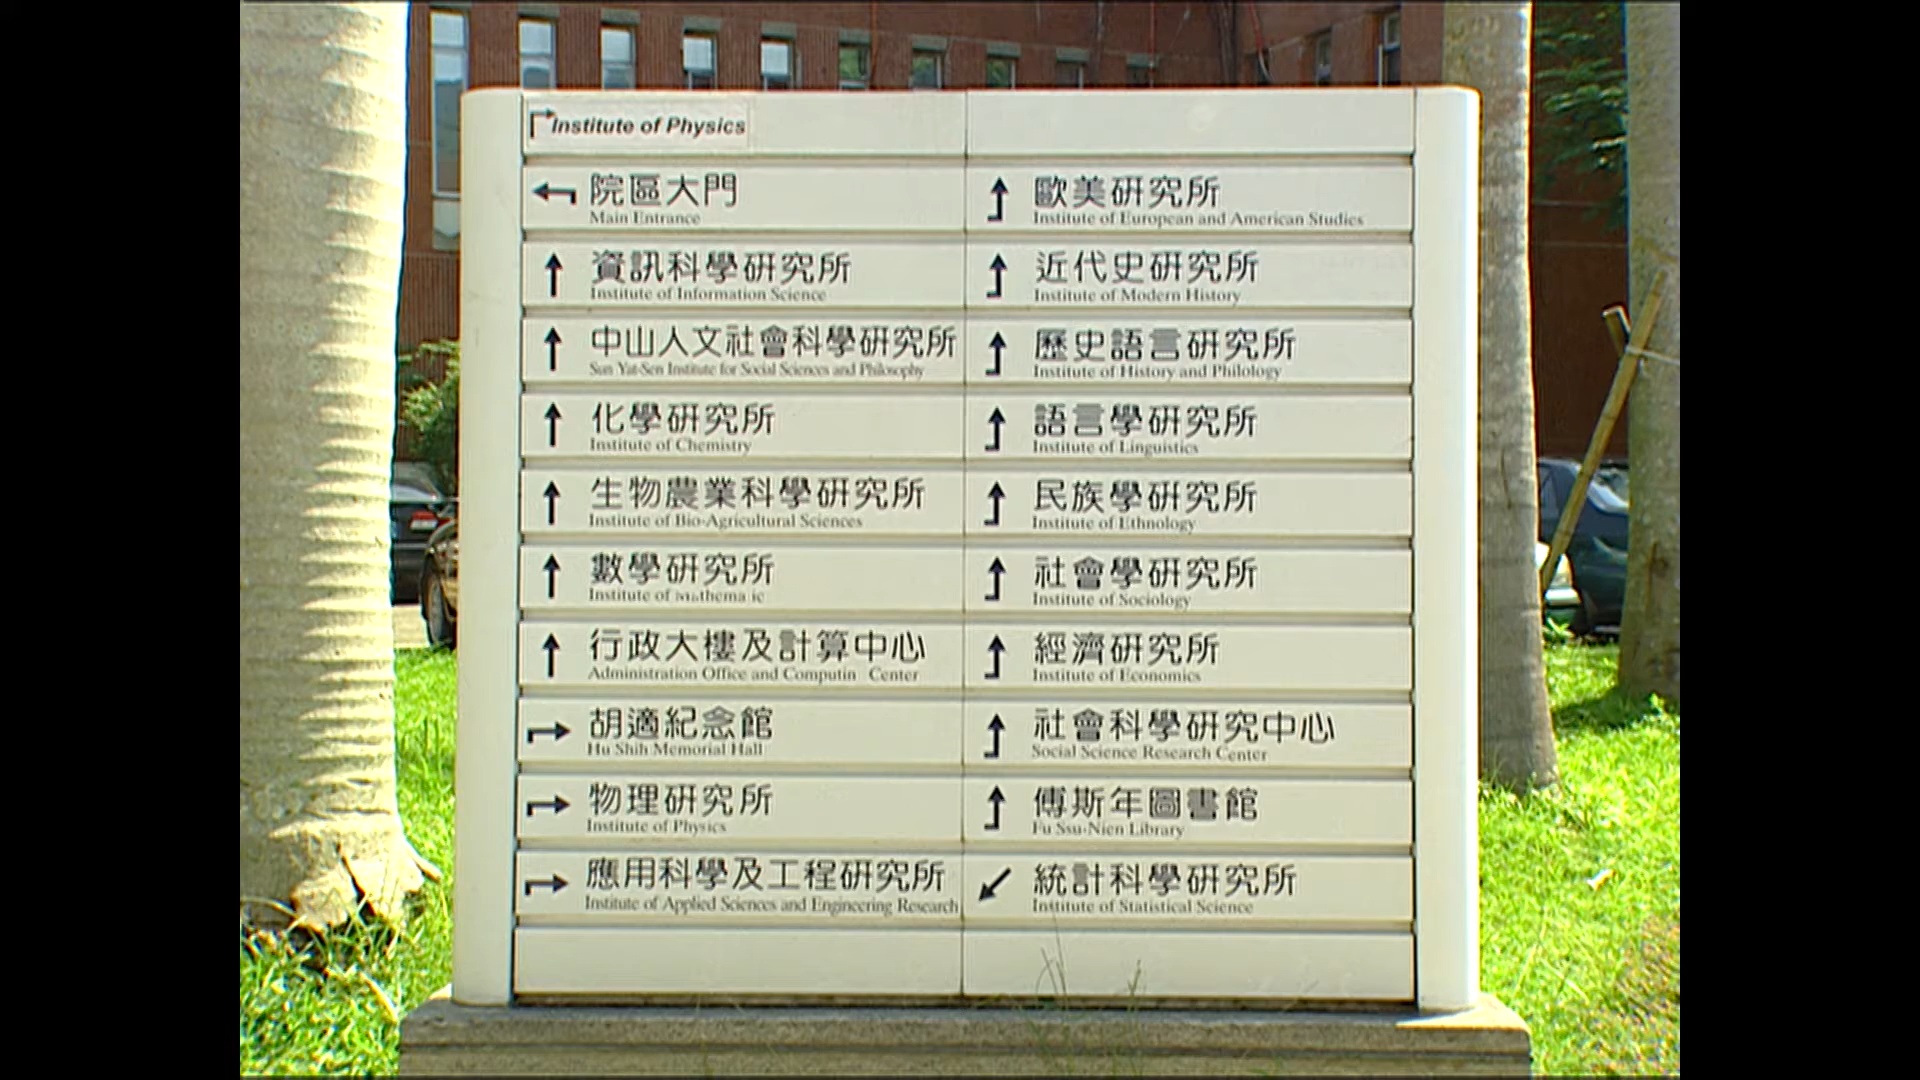 Institute of Physics
院區大門
Main Entrance
資訊科學研究所
Institute of Information Science
中山人文社會科學研究所
Sun Yat-Sen Institute for Social Sciences and Philosophy
化學研究所
Institute of Chemistry
生物農業科學研究所
Institute of Bio-Agricultural Sciences
數學研究所
Institute of
行政大樓及計算中心
Administration Office and Computin Center
胡適紀念館
Hu Shih Memorial Hall
物理研究所
Institute of Physics
應用科學及工程研究所
Institute of Applied Sciences and Engineering Research
歐美研究所
Institute of European and American Studies
近代史研究所
Institute of Modern History
歷史語言研究所
Institute of History and Philology
語言學研究所
Institute of Linguistics
民族學研究所
Institute of Ethnology
社會學研究所
Institute of Sociology
經濟研究所
Institute of Economics
社會科學研究中心
Social Science Research Center
傅斯年圖書館
Fu Ssu-Nien Library
統計科學研究所
Institute of Statistical Science